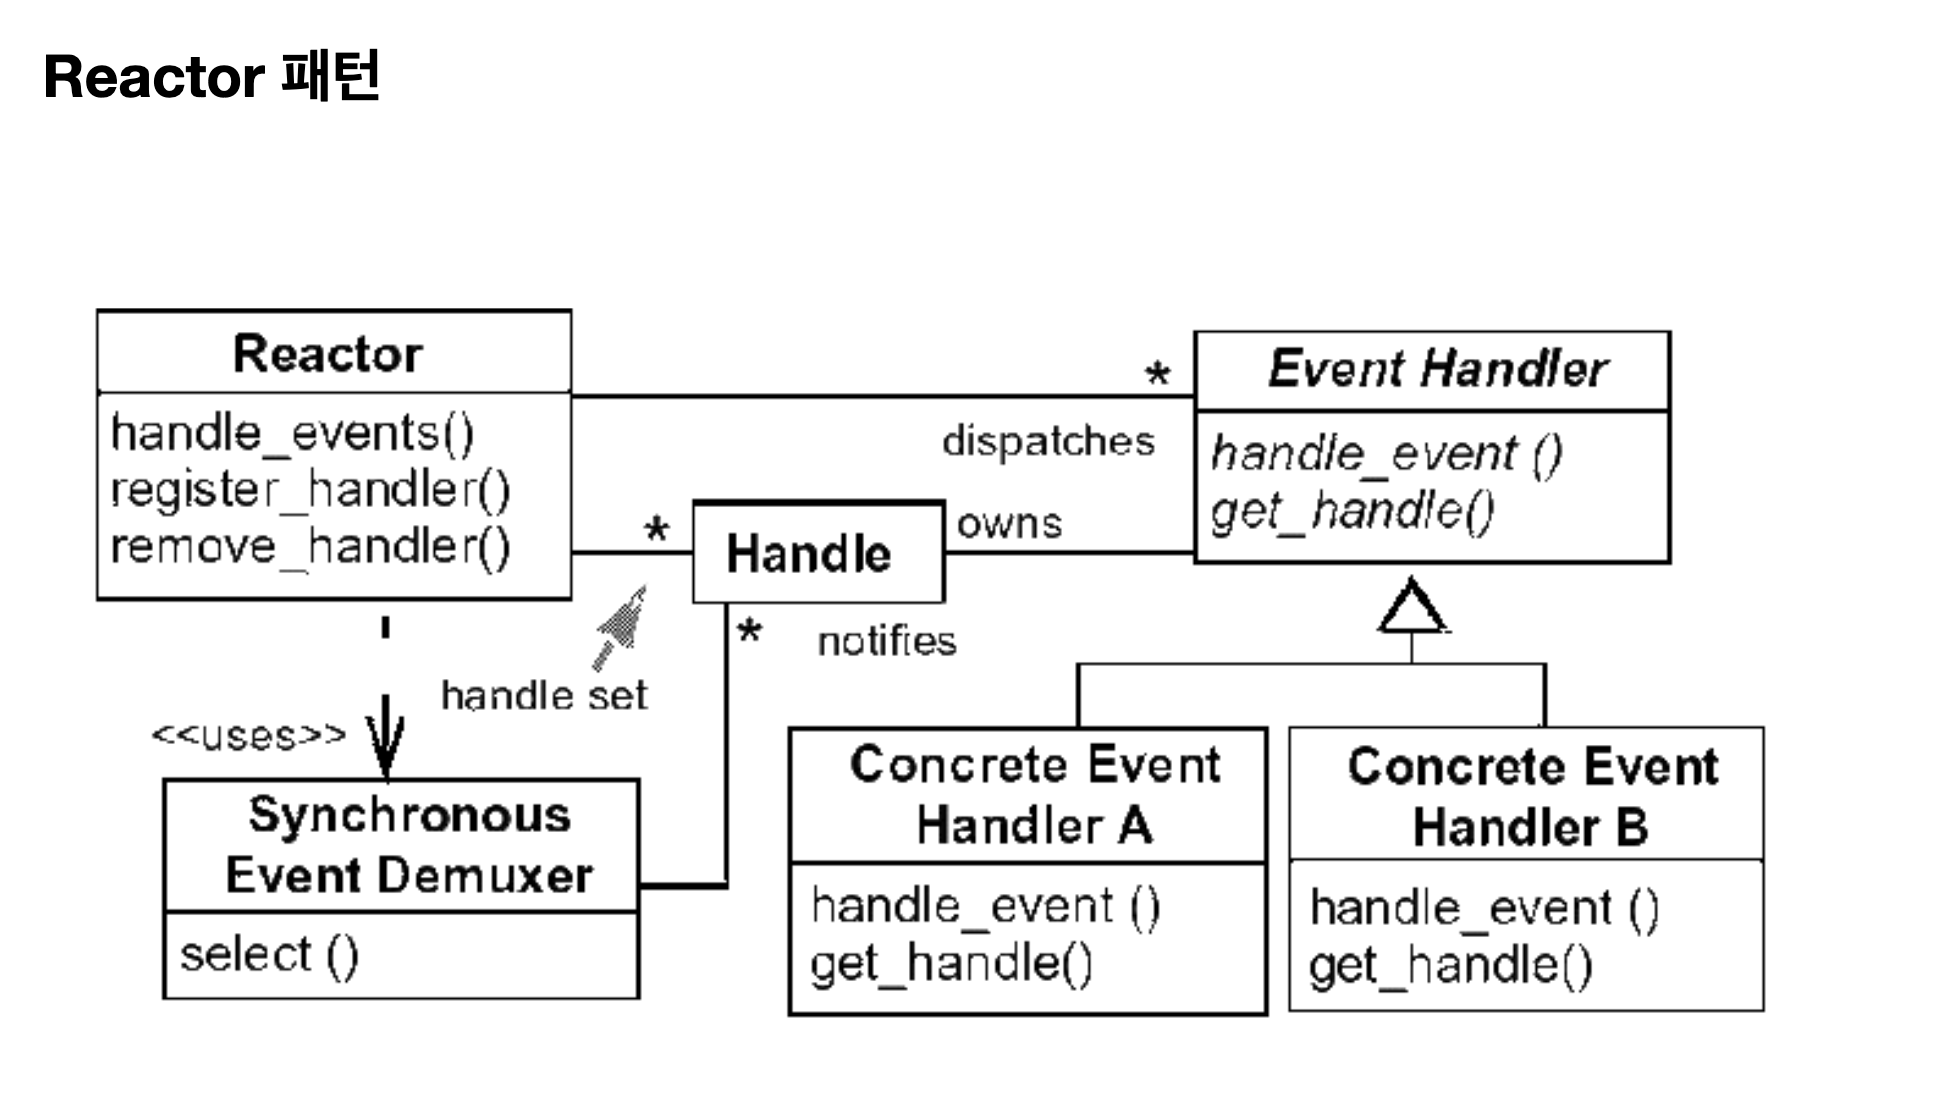 Reactor 패턴
Reactor
handle_events()
register_handler()
remove_handler()
*
dispatches
Event Handler
handle_event ()
get_handle()
*
Handle
owns
*
notifies
handle set
<<uses>>
Synchronous
Event Demuxer
select ()
Concrete Event
Handler A
handle_event ()
get_handle()
Concrete Event
Handler B
handle_event ()
get_handle()